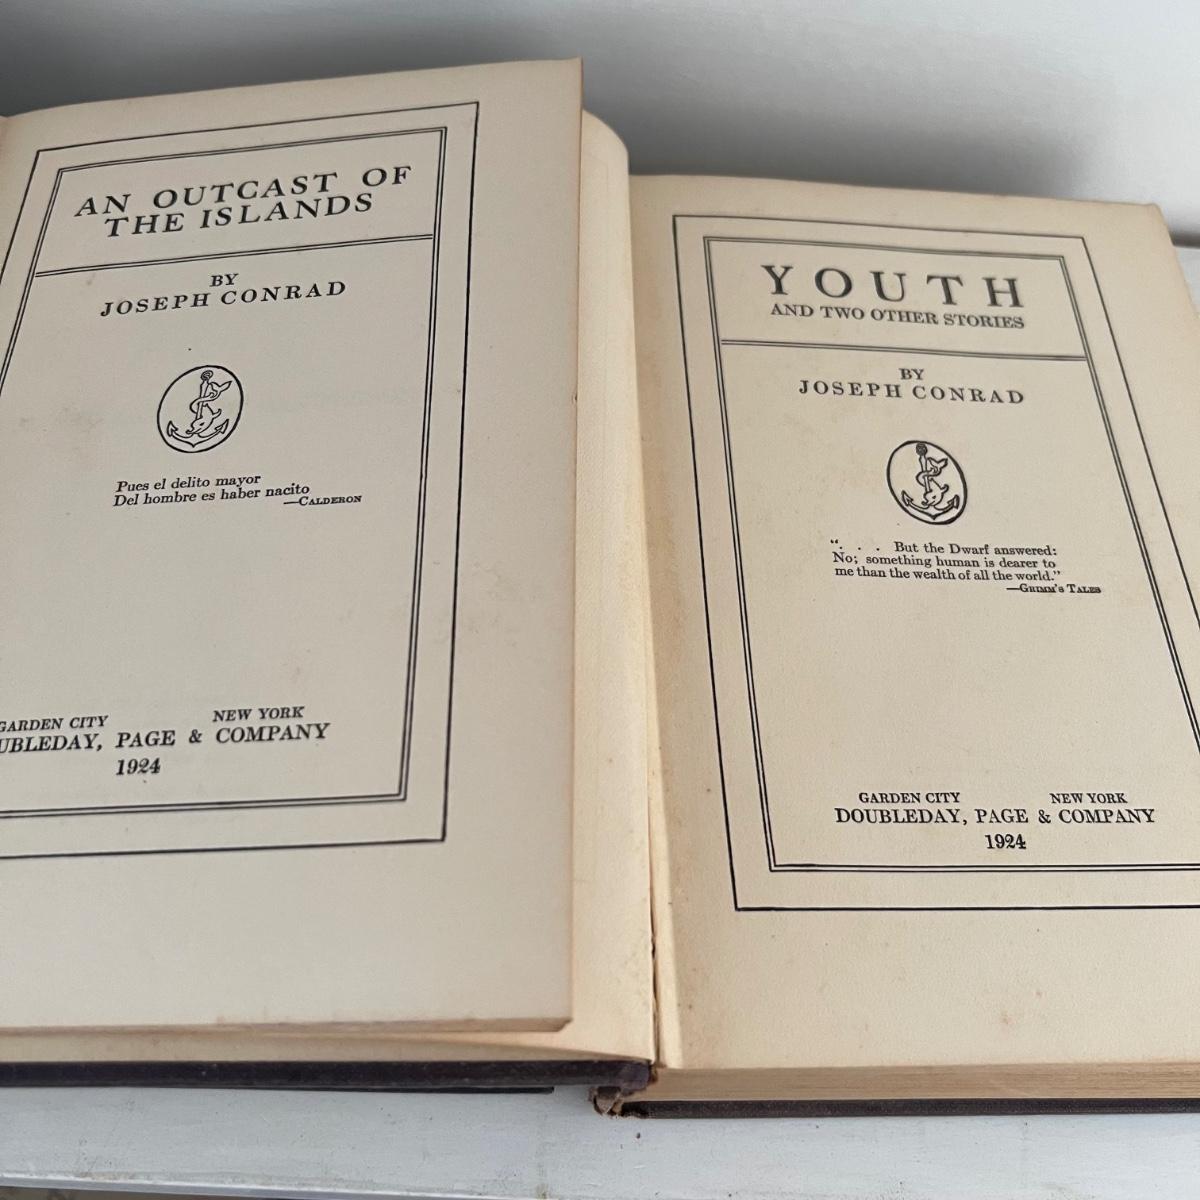 AN OUTCAST OF
THE ISLANDS
BY
JOSEPH CONRAD
Pues el delito mayor
Del hombre es haber nacito
—CALDERON
GARDEN CITY NEW YORK
UBLEDAY, PAGE & COMPANY
1924
YOUTH
AND TWO OTHER STORIES
BY
JOSEPH CONRAD
". . . But the Dwarf answered:
No; something human is dearer to
me than the wealth of all the world."
—GRIMM'S TALES
GARDEN CITY NEW YORK
DOUBLEDAY, PAGE & COMPANY
1924